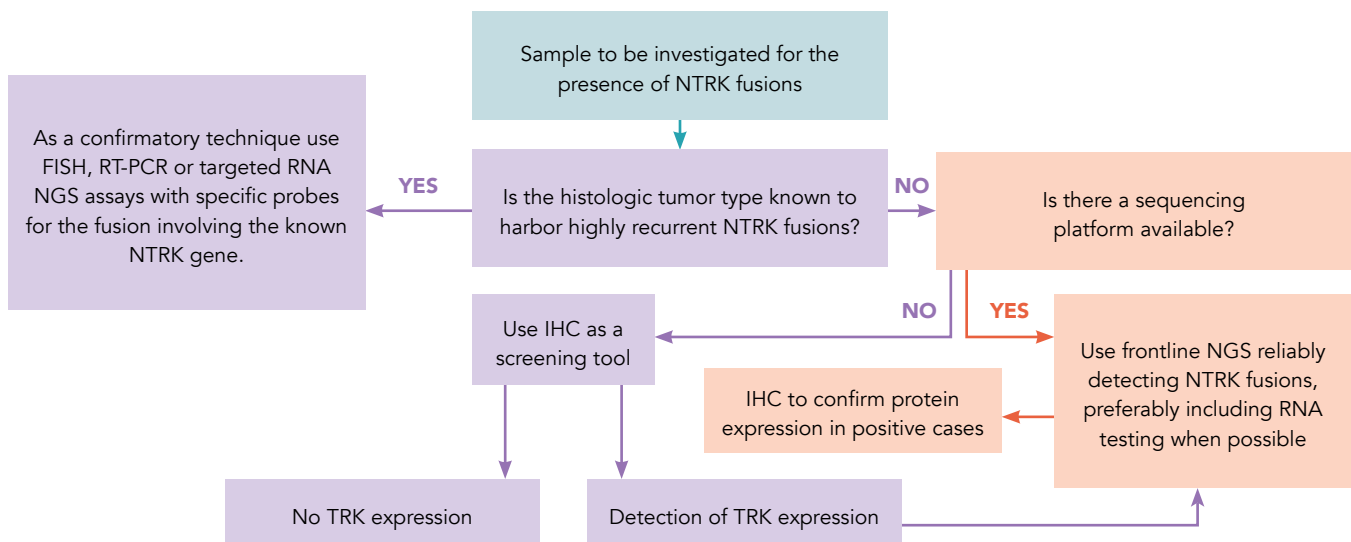 Sample to be investigated for the
presence of NTRK fusions
As a confirmatory technique use
FISH, RT-PCR or targeted RNA
NGS assays with specific probes
for the fusion involving the known
NTRK gene.
YES
Is the histologic tumor type known to
harbor highly recurrent NTRK fusions?
NO
Is there a sequencing
platform available?
NO
YES
Use IHC as a
screening tool
Use frontline NGS reliably
detecting NTRK fusions,
preferably including RNA
testing when possible
IHC to confirm protein
expression in positive cases
No TRK expression
Detection of TRK expression